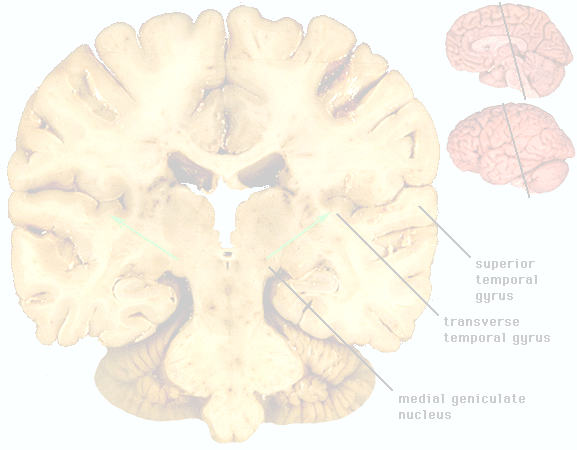 superior
temporal
gyrus
transverse
temporal gyrus
medial geniculate
nucleus